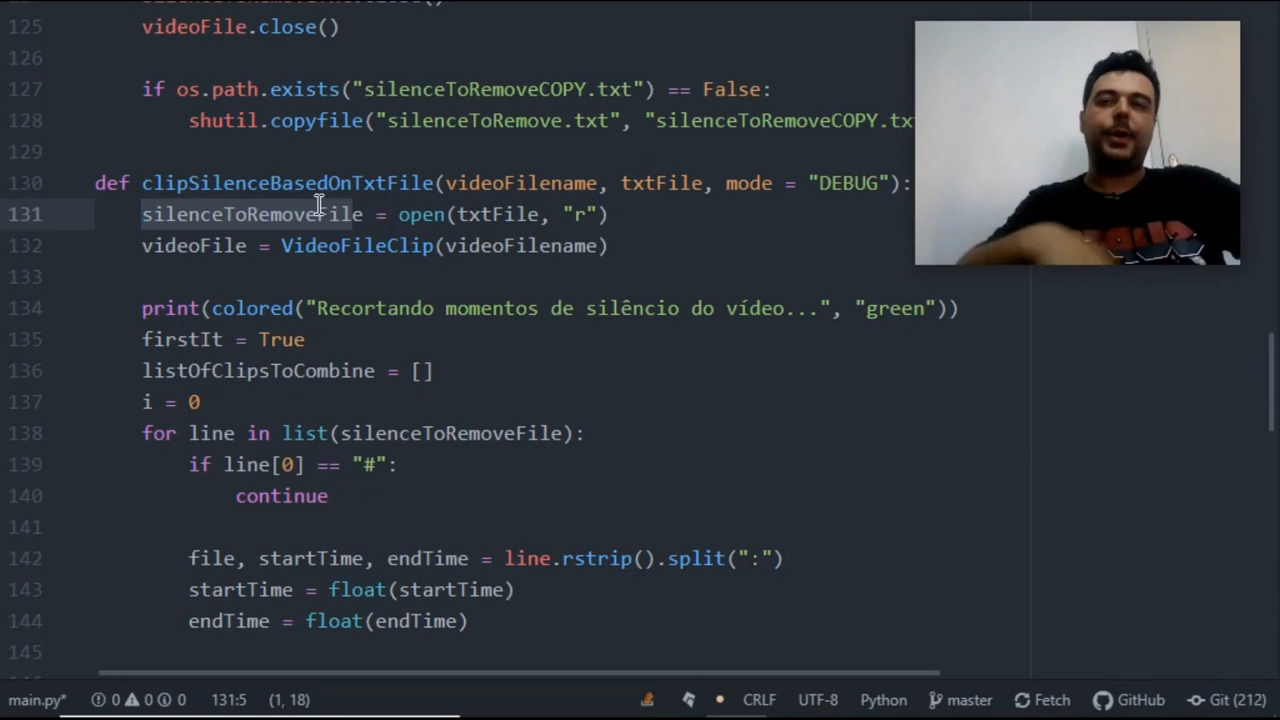 125 videoFile.close()
126
127 if os.path.exists("silenceToRemoveCOPY.txt") == False:
128 shutil.copyfile("silenceToRemove.txt", "silenceToRemoveCOPY.tx
129
130 def clipSilenceBasedOnTxtFile(videoFilename, txtFile, mode = "DEBUG"):
131 silenceToRemoveFile = open(txtFile, "r")
132 videoFile = VideoFileClip(videoFilename)
133
134 print(colored("Recortando momentos de silêncio do vídeo...", "green"))
135 firstIt = True
136 listOfClipsToCombine = []
137 i = 0
138 for line in list(silenceToRemoveFile):
139 if line[0] == "#":
140 continue
141
142 file, startTime, endTime = line.rstrip().split(":")
143 startTime = float(startTime)
144 endTime = float(endTime)
145
main.py* 0 0 0 131:5 (1, 18) CRLF UTF-8 Python master Fetch GitHub Git (212)